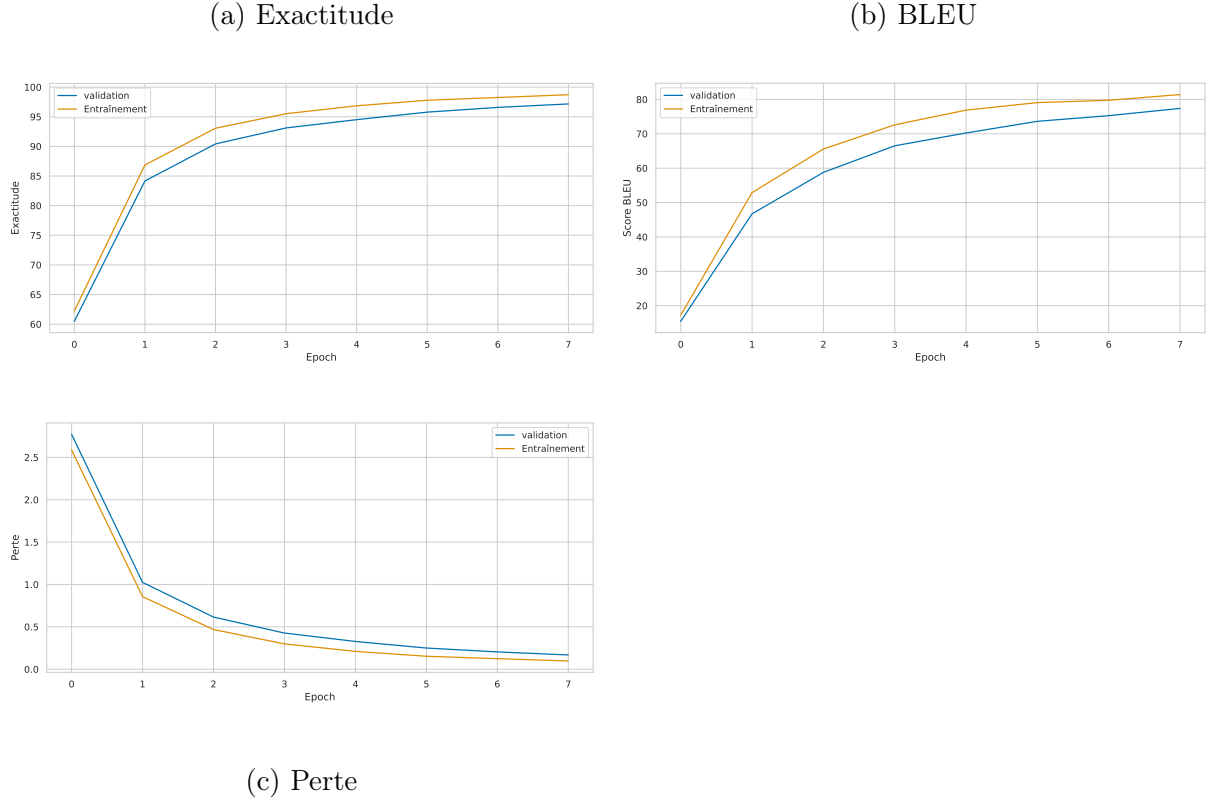 (a) Exactitude
(b) BLEU
validation
Entraînement
100
95
90
85
80
75
70
65
60
Exactitude
0 1 2 3 4 5 6 7
Epoch
validation
Entraînement
80
70
60
50
40
30
20
Score BLEU
0 1 2 3 4 5 6 7
Epoch
validation
Entraînement
2.5
2.0
1.5
1.0
0.5
0.0
Perte
0 1 2 3 4 5 6 7
Epoch
(c) Perte